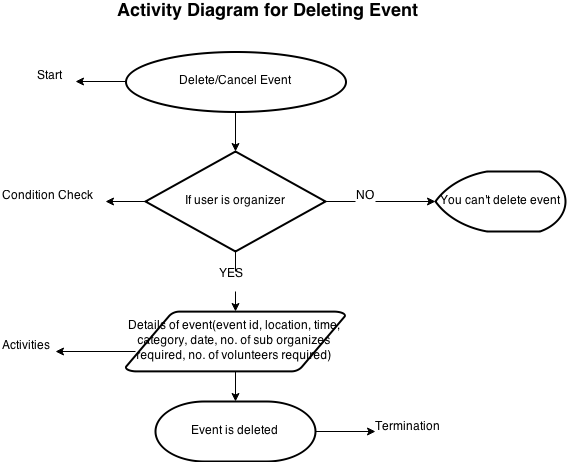 Activity Diagram for Deleting Event
Start
Delete/Cancel Event
Condition Check
If user is organizer
NO
You can't delete event
YES
Details of event(event id, location, time,
category, date, no. of sub organizes
required, no. of volunteers required)
Activities
Event is deleted
Termination